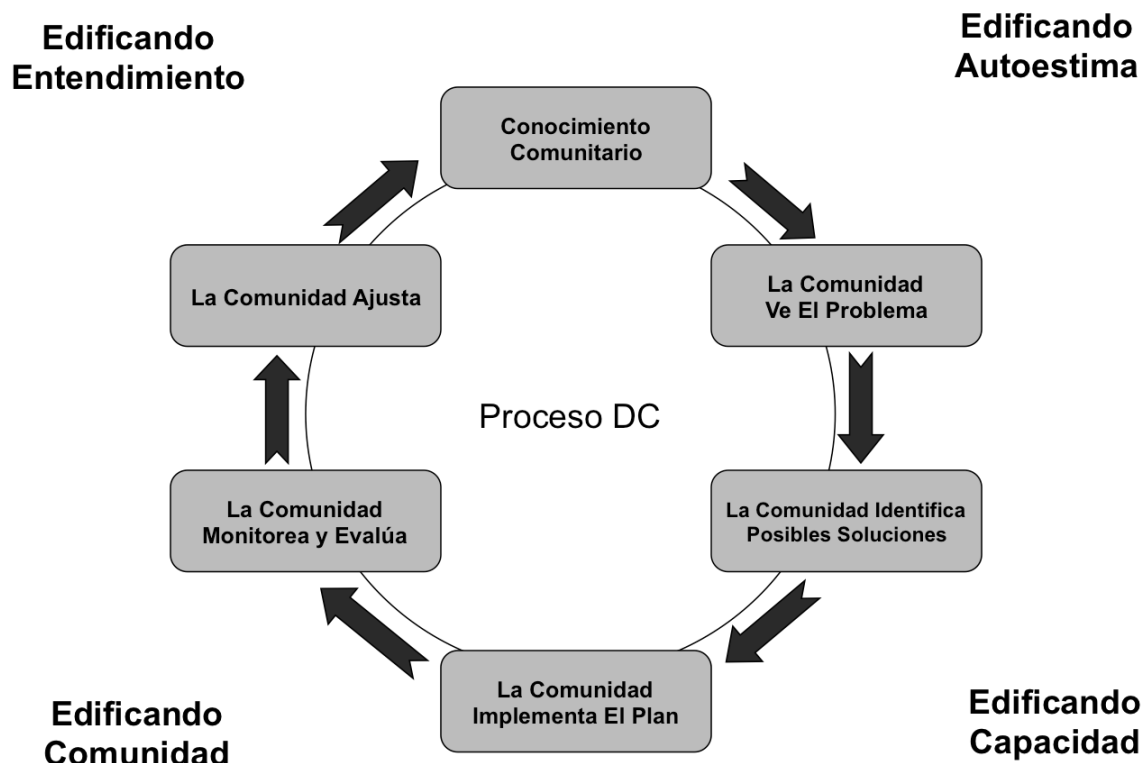 Edificando
Entendimiento
Edificando
Autoestima
Conocimiento
Comunitario
La Comunidad Ajusta
La Comunidad
Ve El Problema
Proceso DC
La Comunidad
Monitorea y Evalúa
La Comunidad Identifica
Posibles Soluciones
La Comunidad
Implementa El Plan
Edificando
Comunidad
Edificando
Capacidad